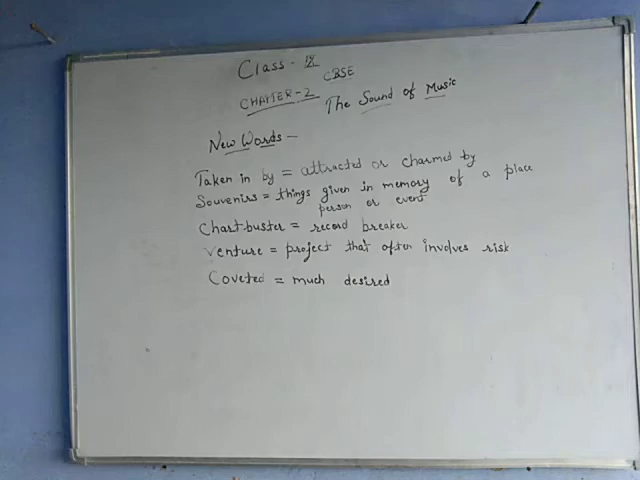 Class - IX
CBSE
CHAPTER - 2 The Sound of Music
New Words -
Taken in by = attracted or charmed by
Souvenirs = things given in memory of a place
person or event
Chartbuster = record breaker
Venture = project that often involves risk
Coveted = much desired